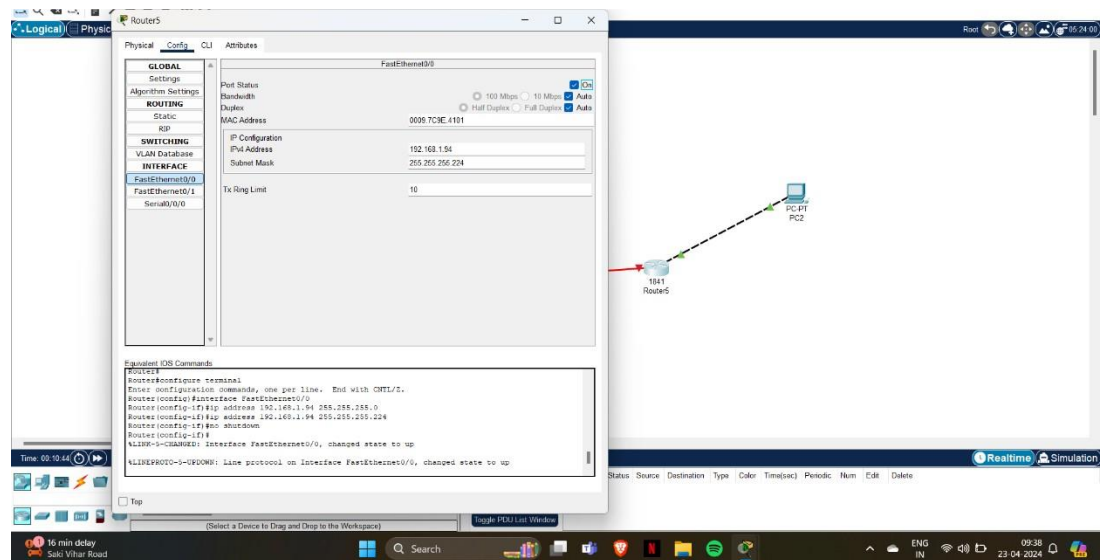 Logical
Physic
Root
05:24:00
Router5
Physical Config CLI Attributes
GLOBAL
Settings
Algorithm Settings
ROUTING
Static
RIP
SWITCHING
VLAN Database
INTERFACE
FastEthernet0/0
FastEthernet0/1
Serial0/0/0
FastEthernet0/0
Port Status On
Bandwidth 100 Mbps 10 Mbps Auto
Duplex Half Duplex Full Duplex Auto
MAC Address 0009.7C9E.4101
IP Configuration
IPv4 Address 192.168.1.94
Subnet Mask 255.255.255.224
Tx Ring Limit 10
PC-PT
PC2
1841
Router5
Equivalent IOS Commands
Router#
Router#configure terminal
Enter configuration commands, one per line. End with CNTL/Z.
Router(config)#interface FastEthernet0/0
Router(config-if)#ip address 192.168.1.94 255.255.255.0
Router(config-if)#ip address 192.168.1.94 255.255.255.224
Router(config-if)#no shutdown
Router(config-if)#
%LINK-5-CHANGED: Interface FastEthernet0/0, changed state to up
%LINEPROTO-5-UPDOWN: Line protocol on Interface FastEthernet0/0, changed state to up
Top
Time: 00:10:44
Realtime Simulation
Status Source Destination Type Color Time(sec) Periodic Num Edit Delete
(Select a Device to Drag and Drop to the Workspace)
Toggle PDU List Window
16 min delay
Saki Vihar Road
Search
ENG
IN
09:38
23-04-2024